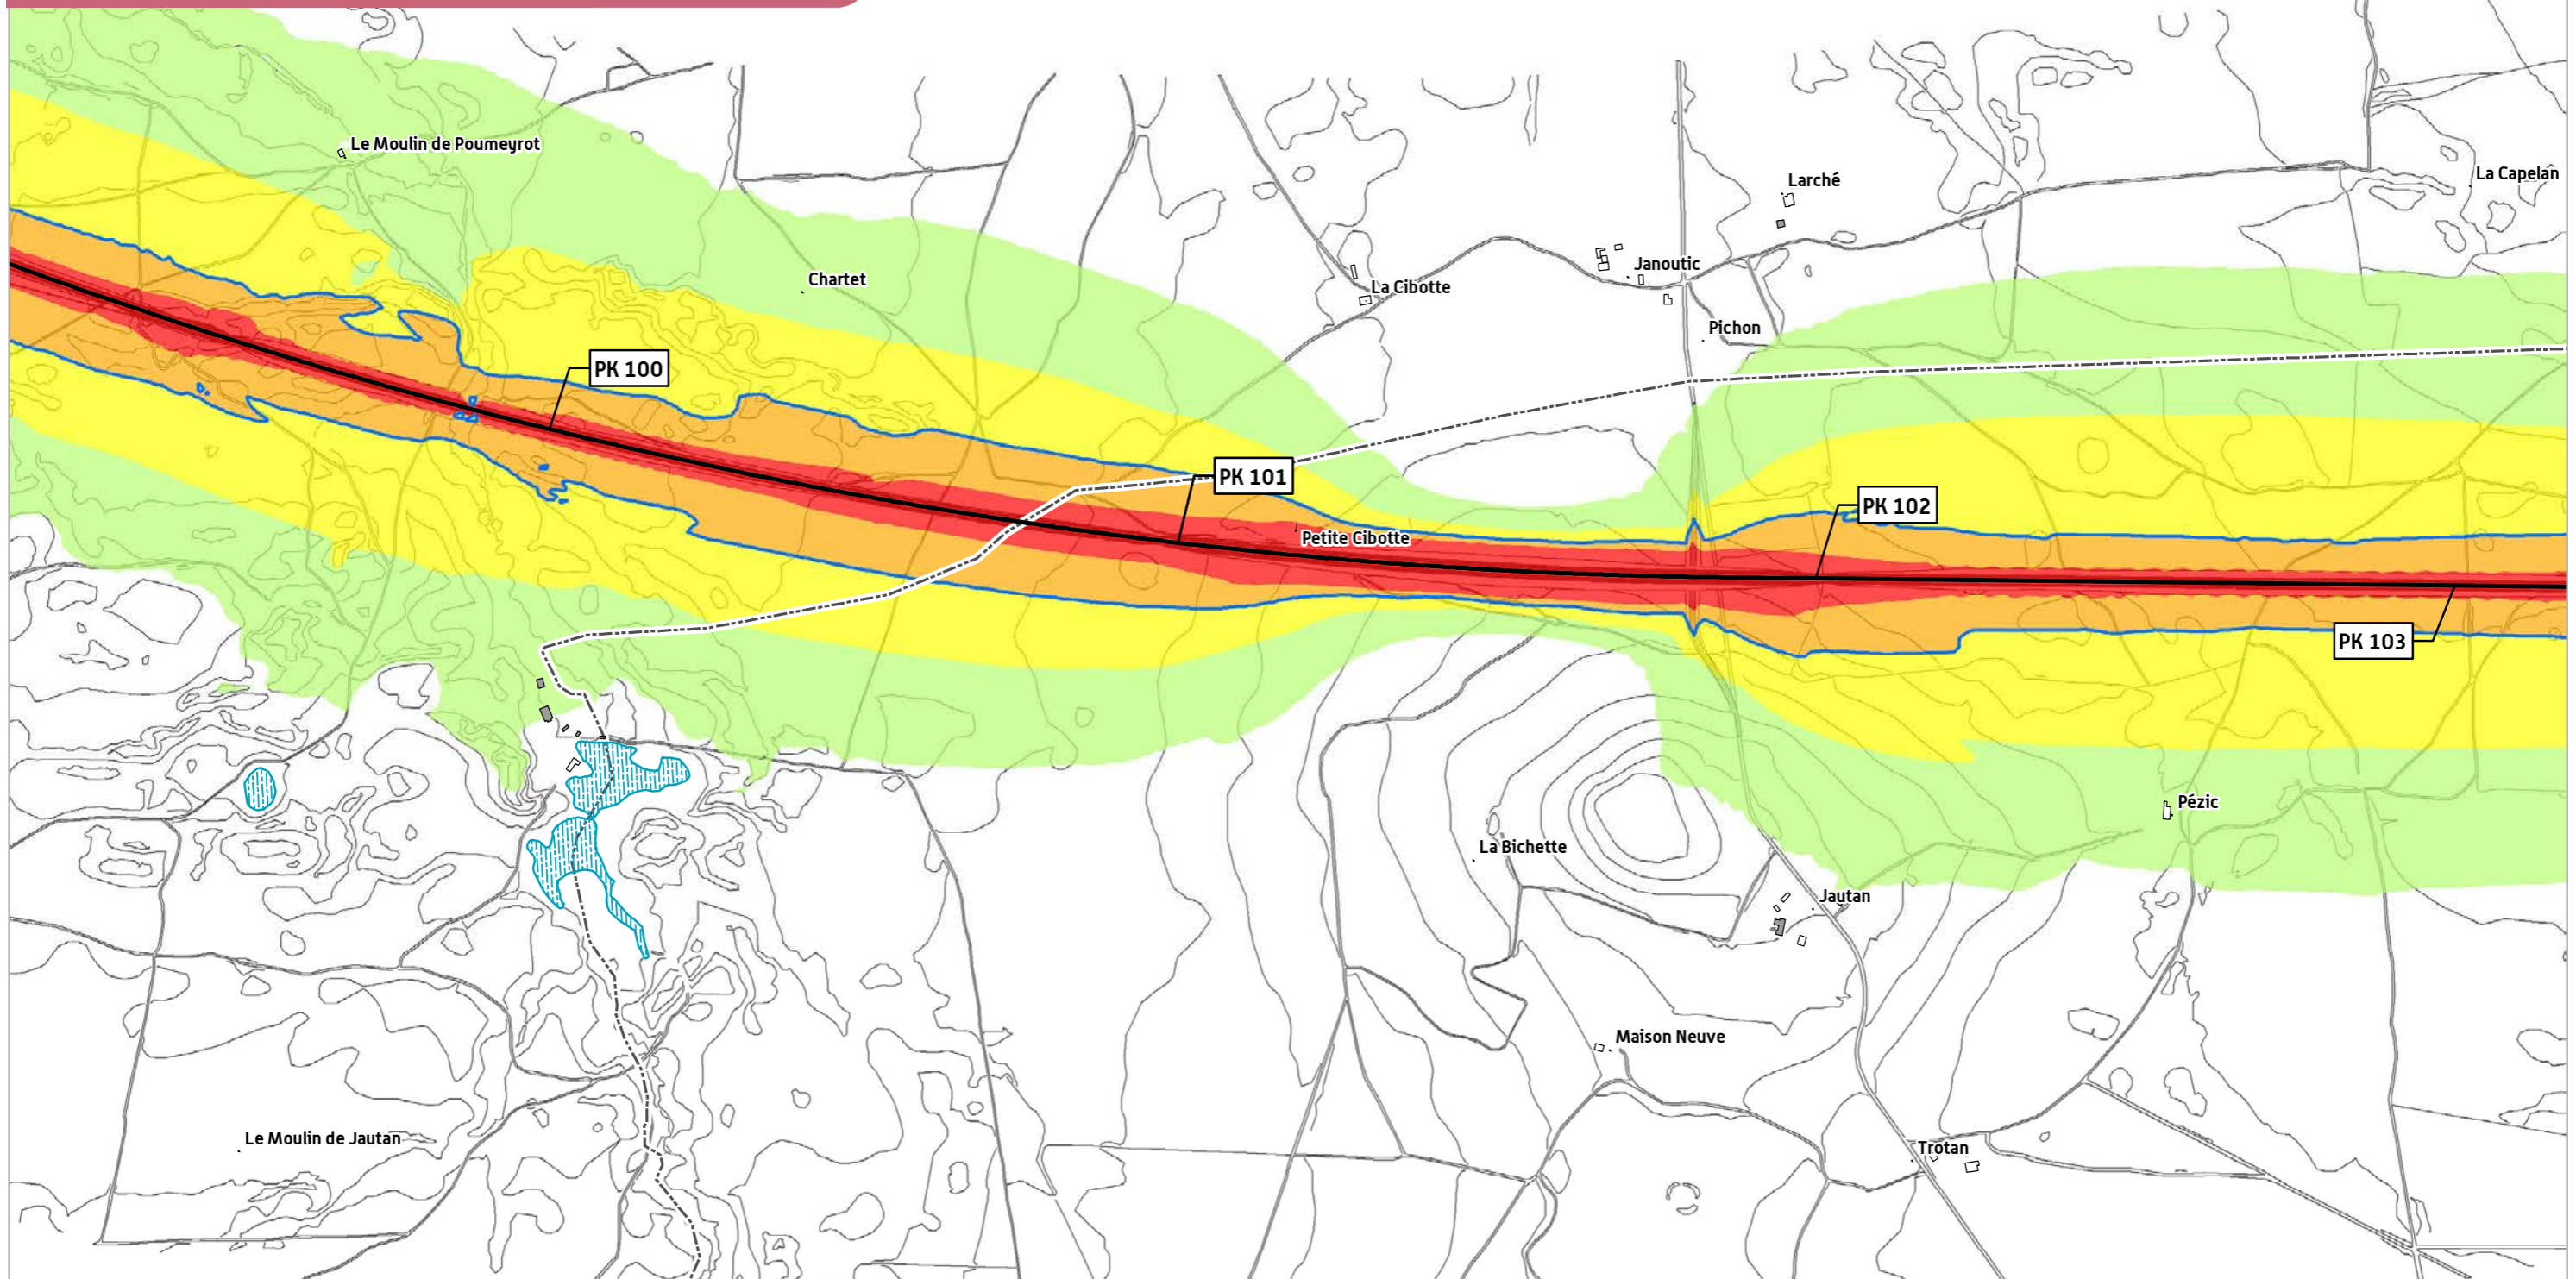 Le Moulin de Poumeyrot
La Capelan
Larché
Janoutic
Chartet
La Cibotte
Pichon
PK 100
PK 101
PK 102
Petite Cibotte
PK 103
Pézic
La Bichette
Jautan
Maison Neuve
Le Moulin de Jautan
Trotan